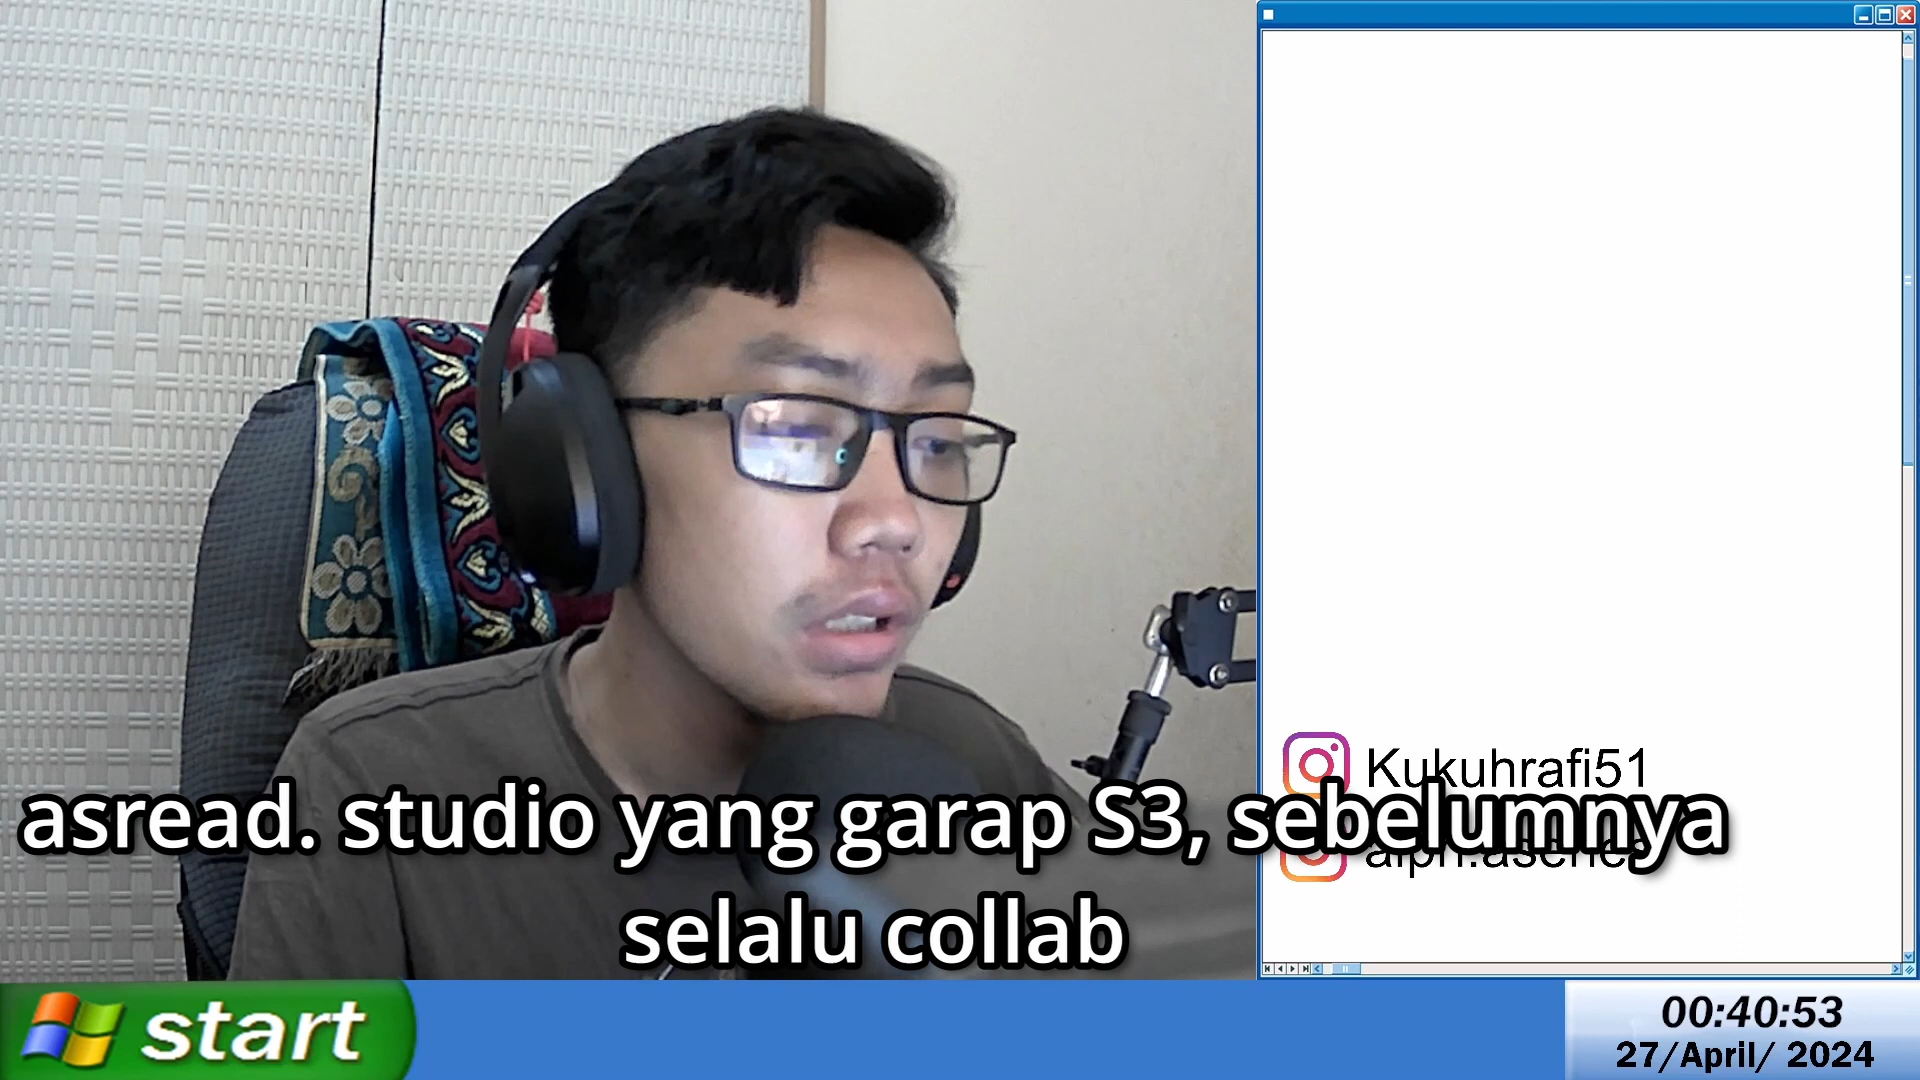 Kukuhrafi51
asread. studio yang garap S3, sebelumnya
selalu collab
start
00:40:53
27/April/ 2024